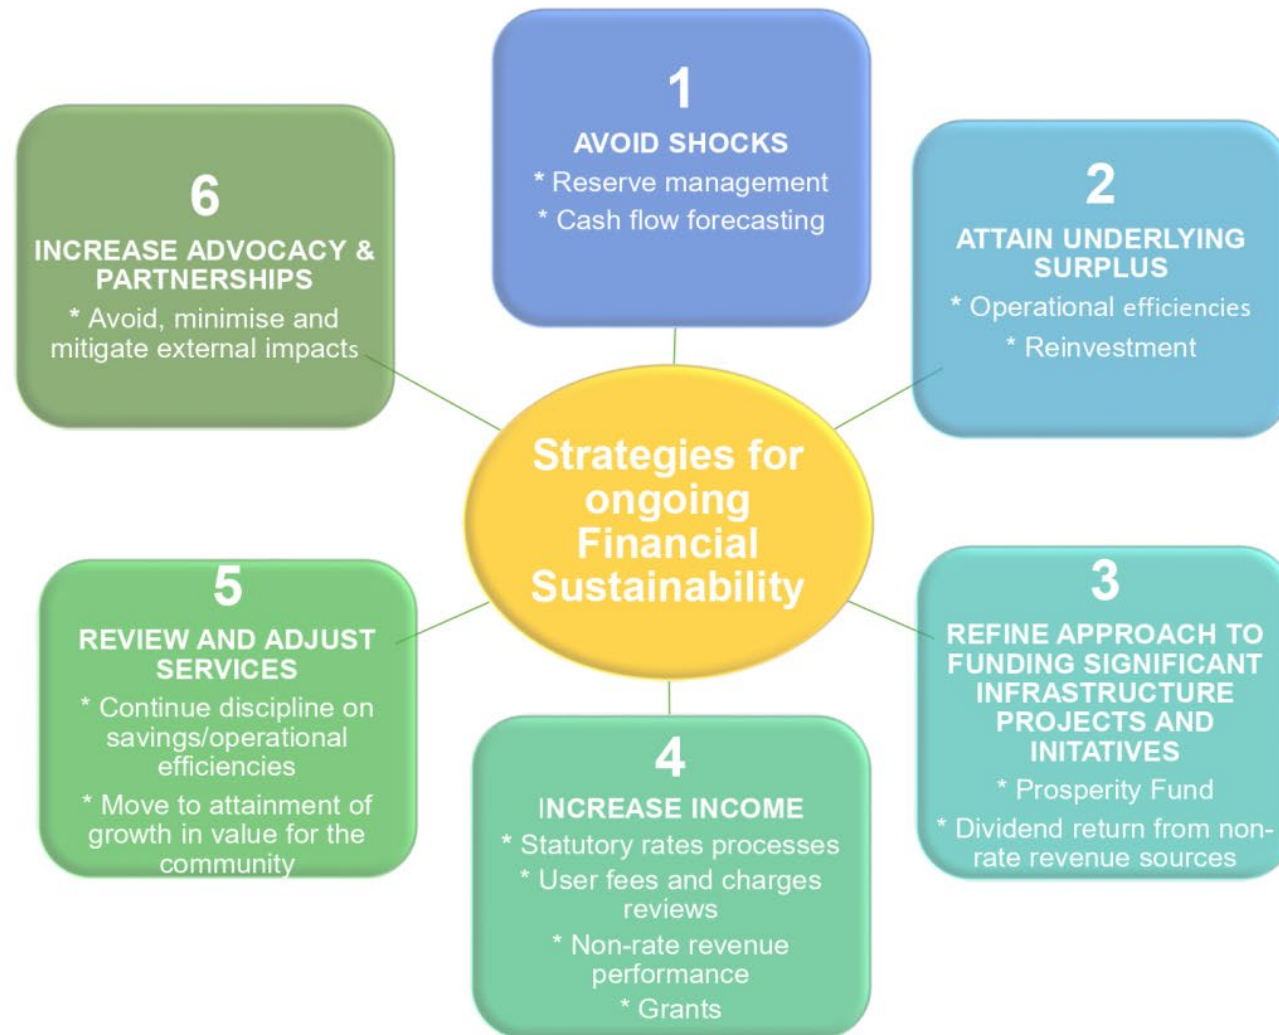 1
AVOID SHOCKS
* Reserve management
* Cash flow forecasting
2
ATTAIN UNDERLYING
SURPLUS
* Operational efficiencies
* Reinvestment
3
REFINE APPROACH TO
FUNDING SIGNIFICANT
INFRASTRUCTURE
PROJECTS AND
INITATIVES
* Prosperity Fund
* Dividend return from non-
rate revenue sources
4
INCREASE INCOME
* Statutory rates processes
* User fees and charges
reviews
* Non-rate revenue
performance
* Grants
5
REVIEW AND ADJUST
SERVICES
* Continue discipline on
savings/operational
efficiencies
* Move to attainment of
growth in value for the
community
6
INCREASE ADVOCACY &
PARTNERSHIPS
* Avoid, minimise and
mitigate external impacts
Strategies for
ongoing
Financial
Sustainability